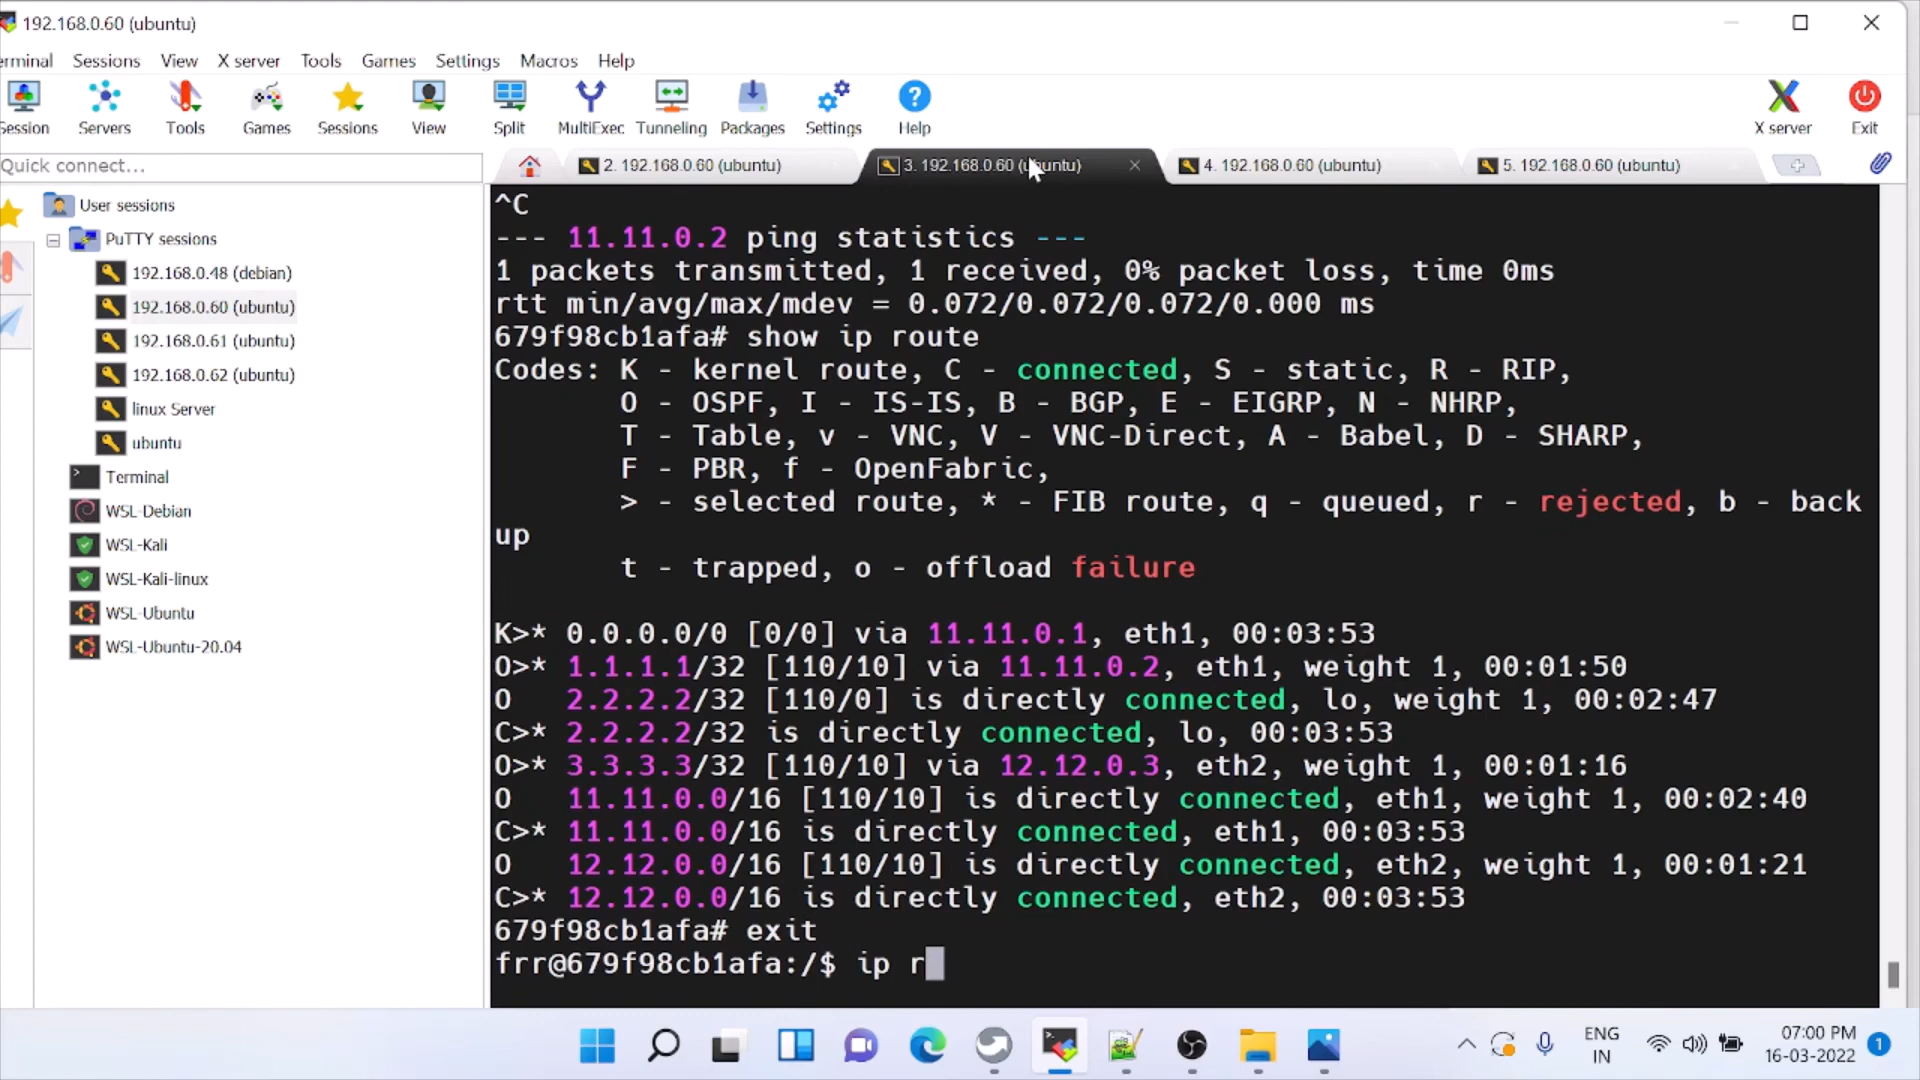 192.168.0.60 (ubuntu)
erminal Sessions View X server Tools Games Settings Macros Help
Session Servers Tools Games Sessions View Split MultiExec Tunneling Packages Settings Help X server Exit
Quick connect...
2. 192.168.0.60 (ubuntu)
3. 192.168.0.60 (ubuntu)
4. 192.168.0.60 (ubuntu)
5. 192.168.0.60 (ubuntu)
User sessions
PuTTY sessions
192.168.0.48 (debian)
192.168.0.60 (ubuntu)
192.168.0.61 (ubuntu)
192.168.0.62 (ubuntu)
linux Server
ubuntu
Terminal
WSL-Debian
WSL-Kali
WSL-Kali-linux
WSL-Ubuntu
WSL-Ubuntu-20.04
^C
--- 11.11.0.2 ping statistics ---
1 packets transmitted, 1 received, 0% packet loss, time 0ms
rtt min/avg/max/mdev = 0.072/0.072/0.072/0.000 ms
679f98cb1afa# show ip route
Codes: K - kernel route, C - connected, S - static, R - RIP,
O - OSPF, I - IS-IS, B - BGP, E - EIGRP, N - NHRP,
T - Table, v - VNC, V - VNC-Direct, A - Babel, D - SHARP,
F - PBR, f - OpenFabric,
> - selected route, * - FIB route, q - queued, r - rejected, b - back
up
t - trapped, o - offload failure
K>* 0.0.0.0/0 [0/0] via 11.11.0.1, eth1, 00:03:53
O>* 1.1.1.1/32 [110/10] via 11.11.0.2, eth1, weight 1, 00:01:50
O 2.2.2.2/32 [110/0] is directly connected, lo, weight 1, 00:02:47
C>* 2.2.2.2/32 is directly connected, lo, 00:03:53
O>* 3.3.3.3/32 [110/10] via 12.12.0.3, eth2, weight 1, 00:01:16
O 11.11.0.0/16 [110/10] is directly connected, eth1, weight 1, 00:02:40
C>* 11.11.0.0/16 is directly connected, eth1, 00:03:53
O 12.12.0.0/16 [110/10] is directly connected, eth2, weight 1, 00:01:21
C>* 12.12.0.0/16 is directly connected, eth2, 00:03:53
679f98cb1afa# exit
frr@679f98cb1afa:/$ ip r
ENG
IN
07:00 PM
16-03-2022
1